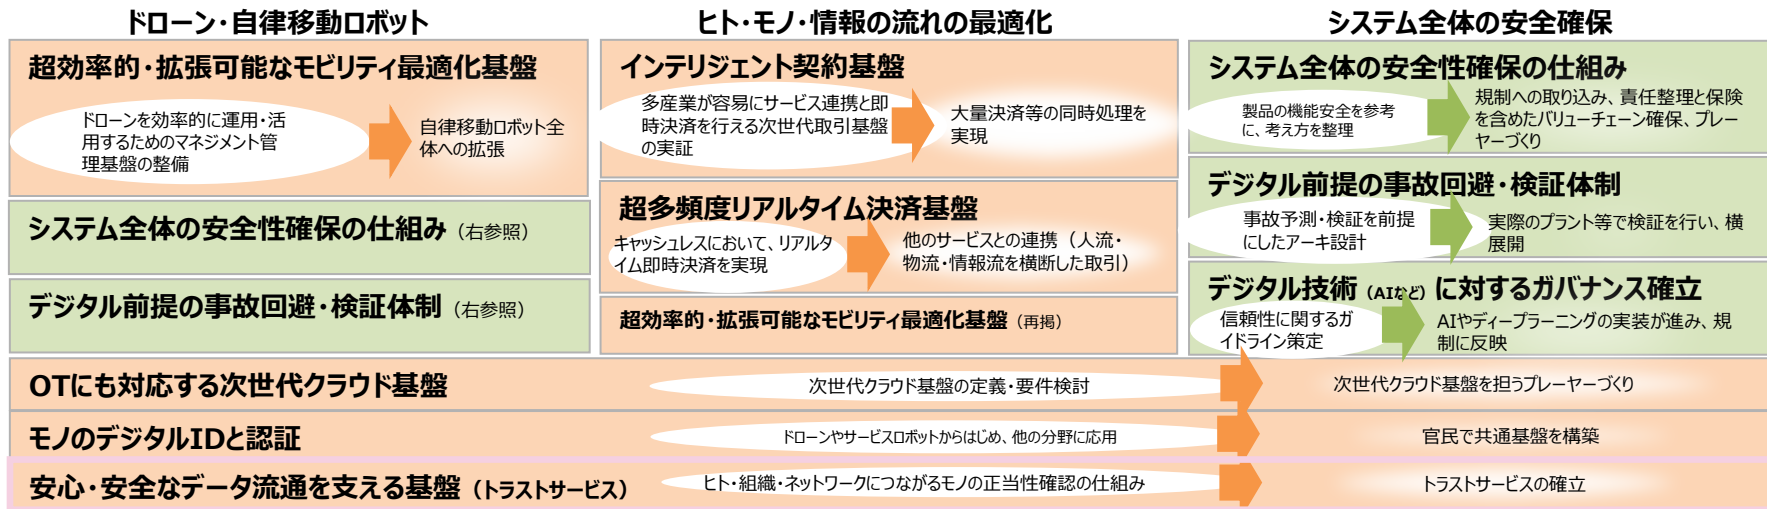 ドローン・自律移動ロボット
超効率的・拡張可能なモビリティ最適化基盤
ドローンを効率的に運用・活
用するためのマネジメント管
理基盤の整備
自律移動ロボット全
体への拡張
システム全体の安全性確保の仕組み（右参照）
デジタル前提の事故回避・検証体制（右参照）
ヒト・モノ・情報の流れの最適化
インテリジェント契約基盤
多産業が容易にサービス連携と即
時決済を行える次世代取引基盤
の実証
大量決済等の同時処理を
実現
超多頻度リアルタイム決済基盤
キャッシュレスにおいて、リアルタ
イム即時決済を実現
他のサービスとの連携（人流・
物流・情報流を横断した取引）
超効率的・拡張可能なモビリティ最適化基盤（再掲）
システム全体の安全確保
システム全体の安全性確保の仕組み
製品の機能安全を参考
に、考え方を整理
規制への取り込み、責任整理と保険
を含めたバリューチェーン確保、プレー
ヤーづくり
デジタル前提の事故回避・検証体制
事故予測・検証を前提
にしたアーキ設計
実際のプラント等で検証を行い、横
展開
デジタル技術（AIなど）に対するガバナンス確立
信頼性に関するガ
イドライン策定
AIやディープラーニングの実装が進み、規
制に反映
OTにも対応する次世代クラウド基盤
次世代クラウド基盤の定義・要件検討
次世代クラウド基盤を担うプレーヤーづくり
モノのデジタルIDと認証
ドローンやサービスロボットからはじめ、他の分野に応用
官民で共通基盤を構築
安心・安全なデータ流通を支える基盤（トラストサービス）
ヒト・組織・ネットワークにつながるモノの正当性確認の仕組み
トラストサービスの確立